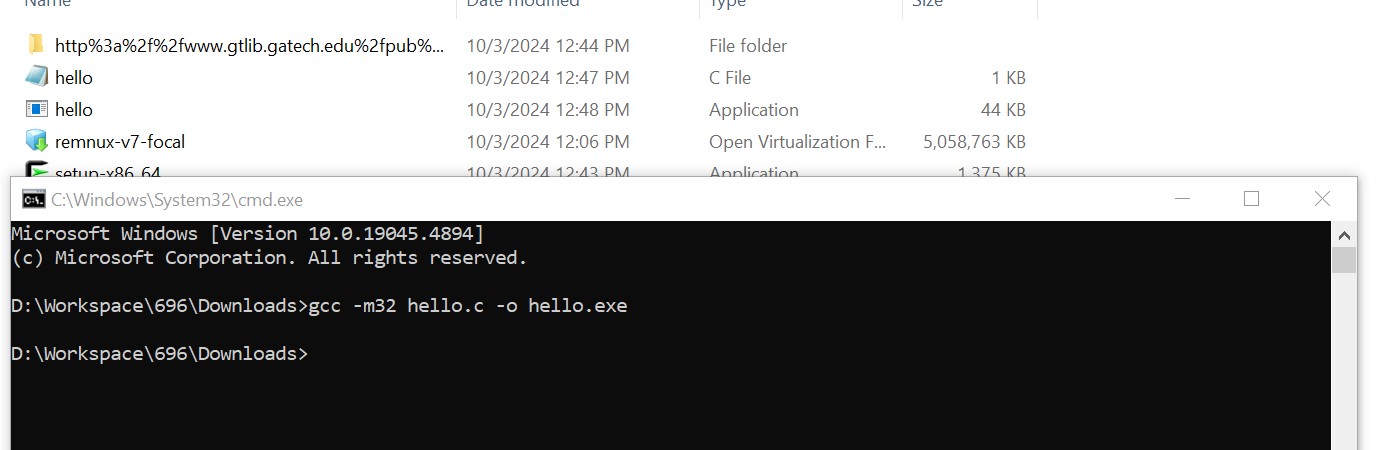 Name Date modified Type Size
http%3a%2f%2fwww.gtlib.gatech.edu%2fpub%... 10/3/2024 12:44 PM File folder
hello 10/3/2024 12:47 PM C File 1 KB
hello 10/3/2024 12:48 PM Application 44 KB
remnux-v7-focal 10/3/2024 12:06 PM Open Virtualization F... 5,058,763 KB
setup-x86_64 10/3/2024 12:43 PM Application 1,375 KB
C:\Windows\System32\cmd.exe
Microsoft Windows [Version 10.0.19045.4894]
(c) Microsoft Corporation. All rights reserved.
D:\Workspace\696\Downloads>gcc -m32 hello.c -o hello.exe
D:\Workspace\696\Downloads>